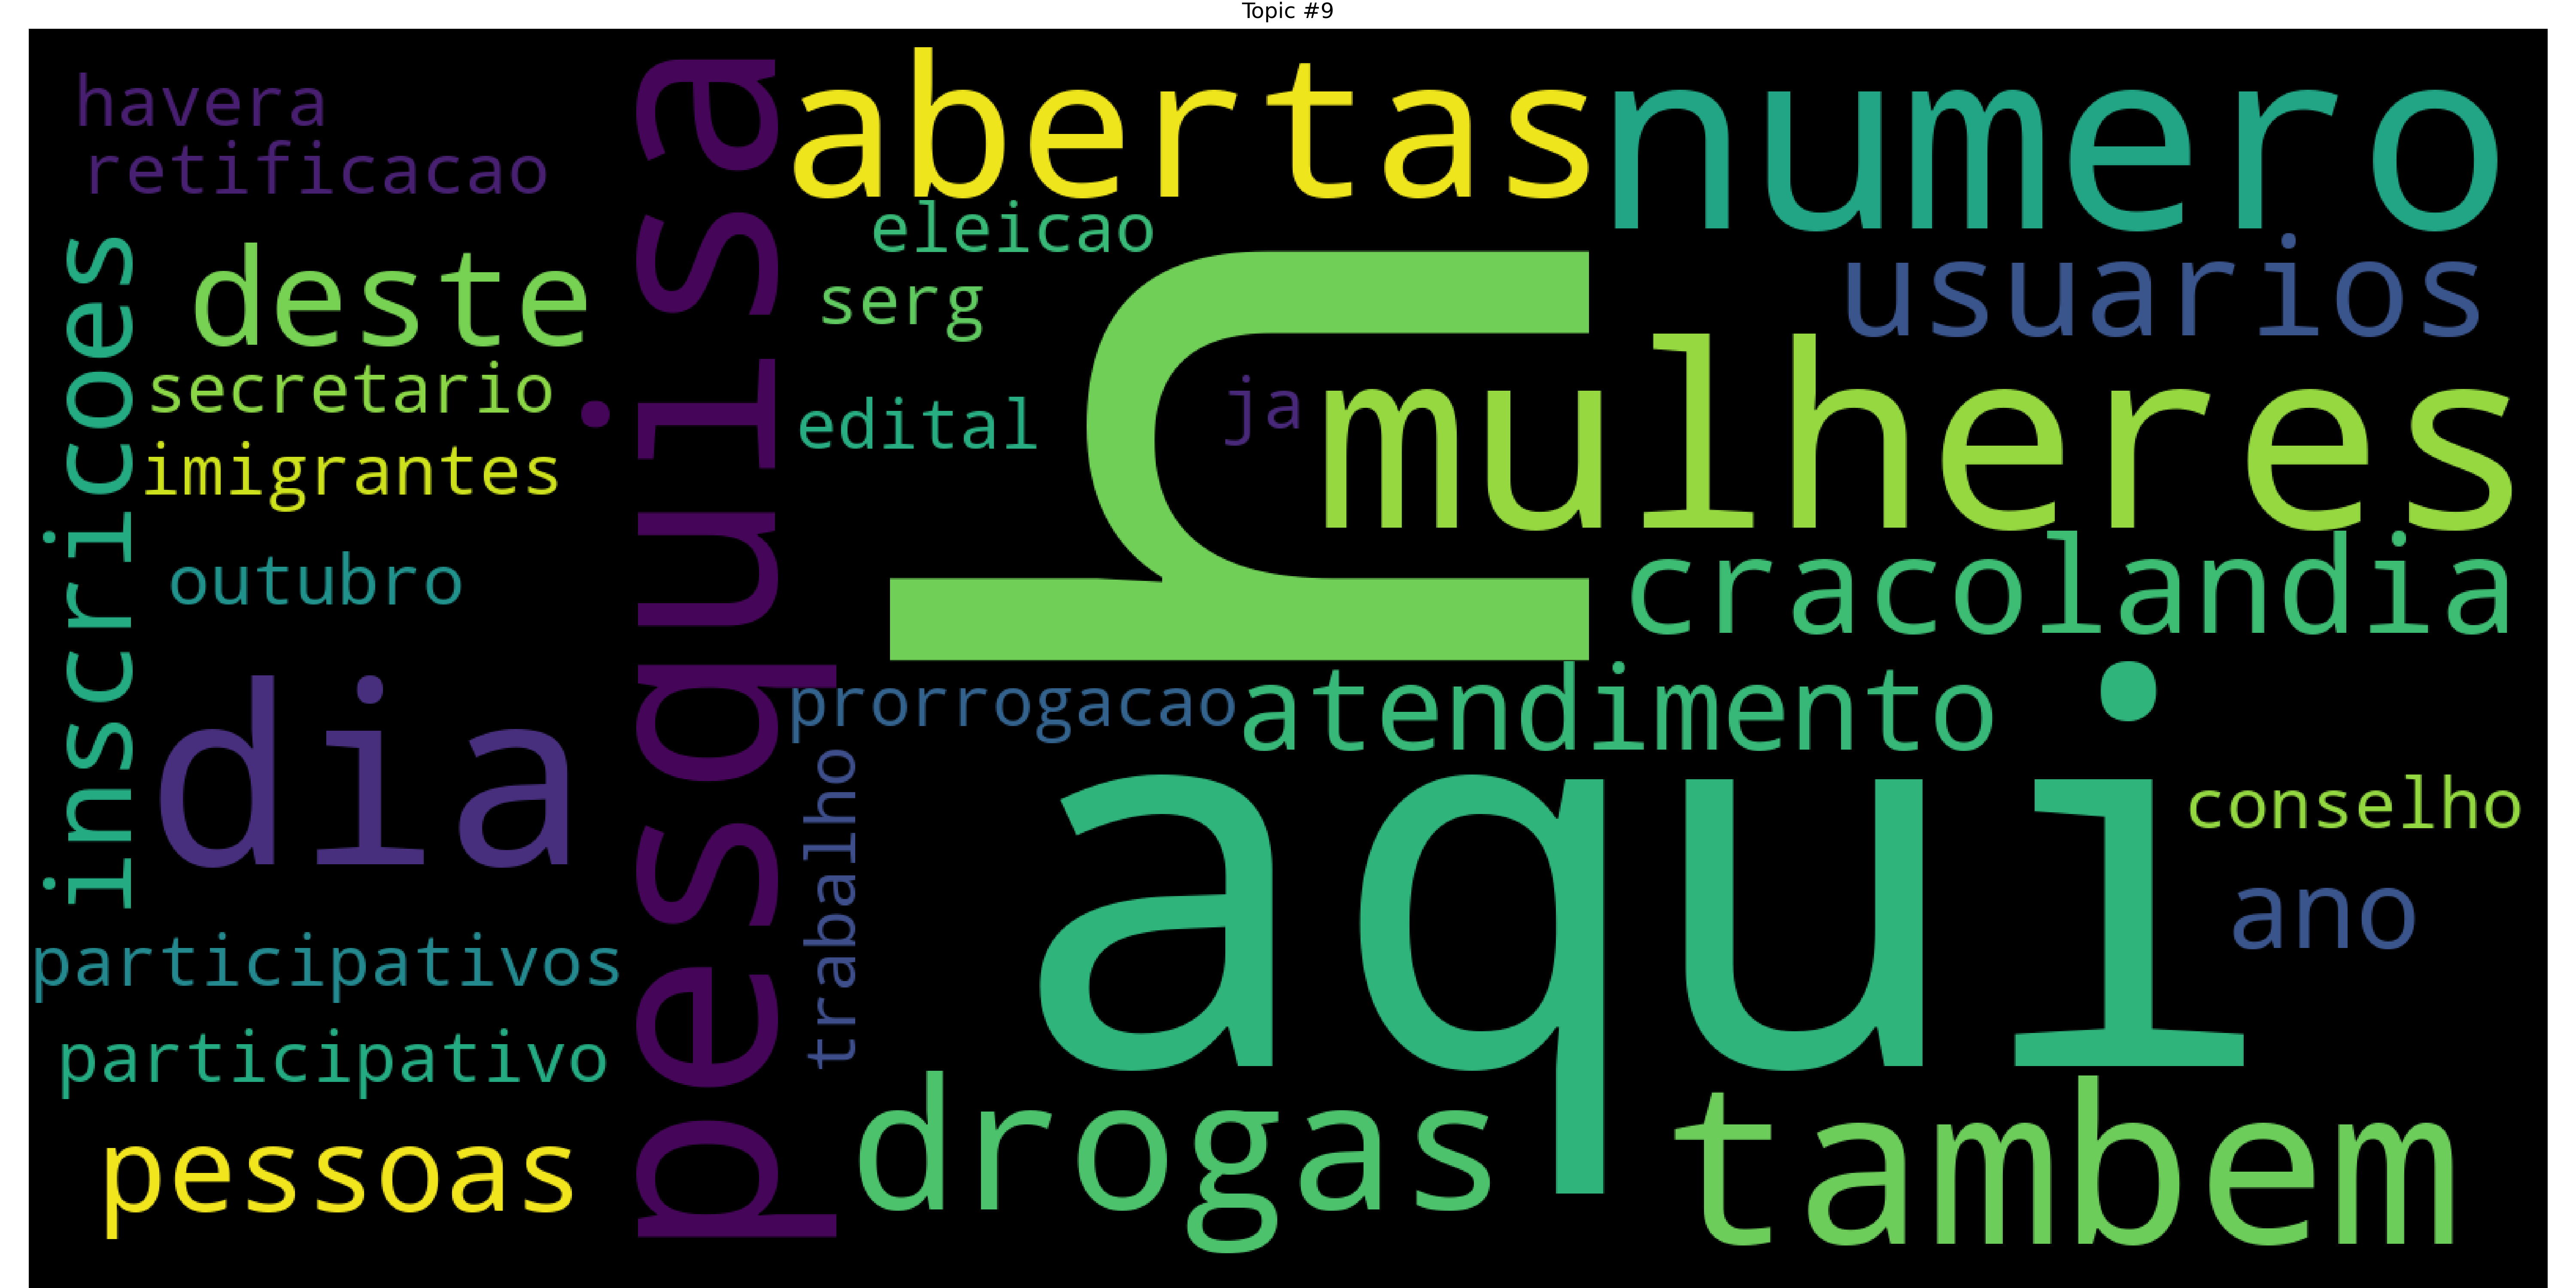 Topic #9
havera
retificacao
inscricoes
deste
secretario
imigrantes
outubro
dia
participativos
participativo
pessoas
pesquisa
abertas
numero
eleicao
serg
usuarios
h
edital
ja
mulheres
cracolandia
prorrogacao
atendimento
trabalho
aqui
conselho
ano
drogas
tambem